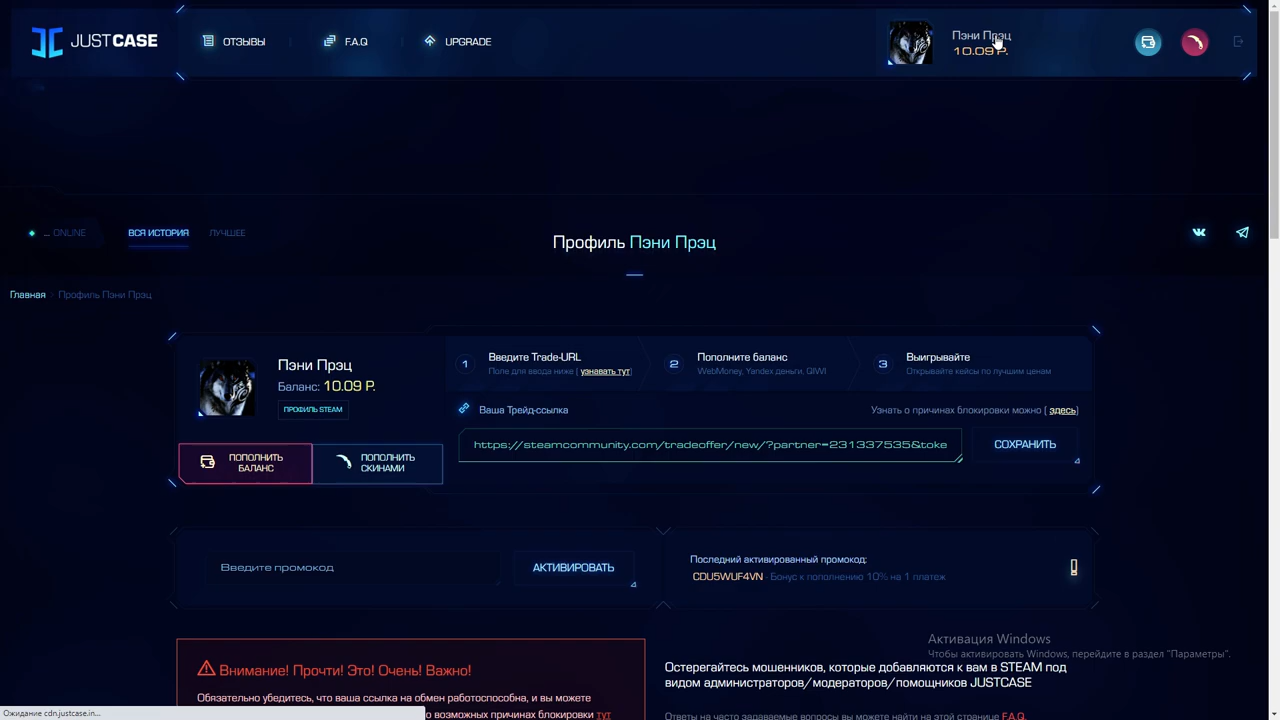 JUSTCASE
ОТЗЫВЫ
F.A.Q
UPGRADE
Пэни Прэц
10.09 Р.
... ONLINE
ВСЯ ИСТОРИЯ
ЛУЧШЕЕ
Профиль Пэни Прэц
Главная > Профиль Пэни Прэц
Пэни Прэц
Баланс: 10.09 Р.
ПРОФИЛЬ STEAM
ПОПОЛНИТЬ
БАЛАНС
ПОПОЛНИТЬ
СКИНАМИ
1
Введите Trade-URL
Поле для ввода ниже [ узнавать тут]
2
Пополните баланс
WebMoney, Yandex деньги, QIWI
3
Выигрывайте
Открывайте кейсы по лучшим ценам
Ваша Трейд-ссылка
Узнать о причинах блокировки можно [ здесь]
https://steamcommunity.com/tradeoffer/new/?partner=231337535&toke
СОХРАНИТЬ
Введите промокод
АКТИВИРОВАТЬ
Последний активированный промокод:
CDU5WUF4VN - Бонус к пополнению 10% на 1 платеж
Внимание! Прочти! Это! Очень! Важно!
Обязательно убедитесь, что ваша ссылка на обмен работоспособна, и вы можете
о возможных причинах блокировки тут
Остерегайтесь мошенников, которые добавляются к вам в STEAM под
видом администраторов/модераторов/помощников JUSTCASE
Ответы на часто задаваемые вопросы вы можете найти на этой странице F.A.Q.
Активация Windows
Чтобы активировать Windows, перейдите в раздел "Параметры".
Ожидание cdn.justcase.in...